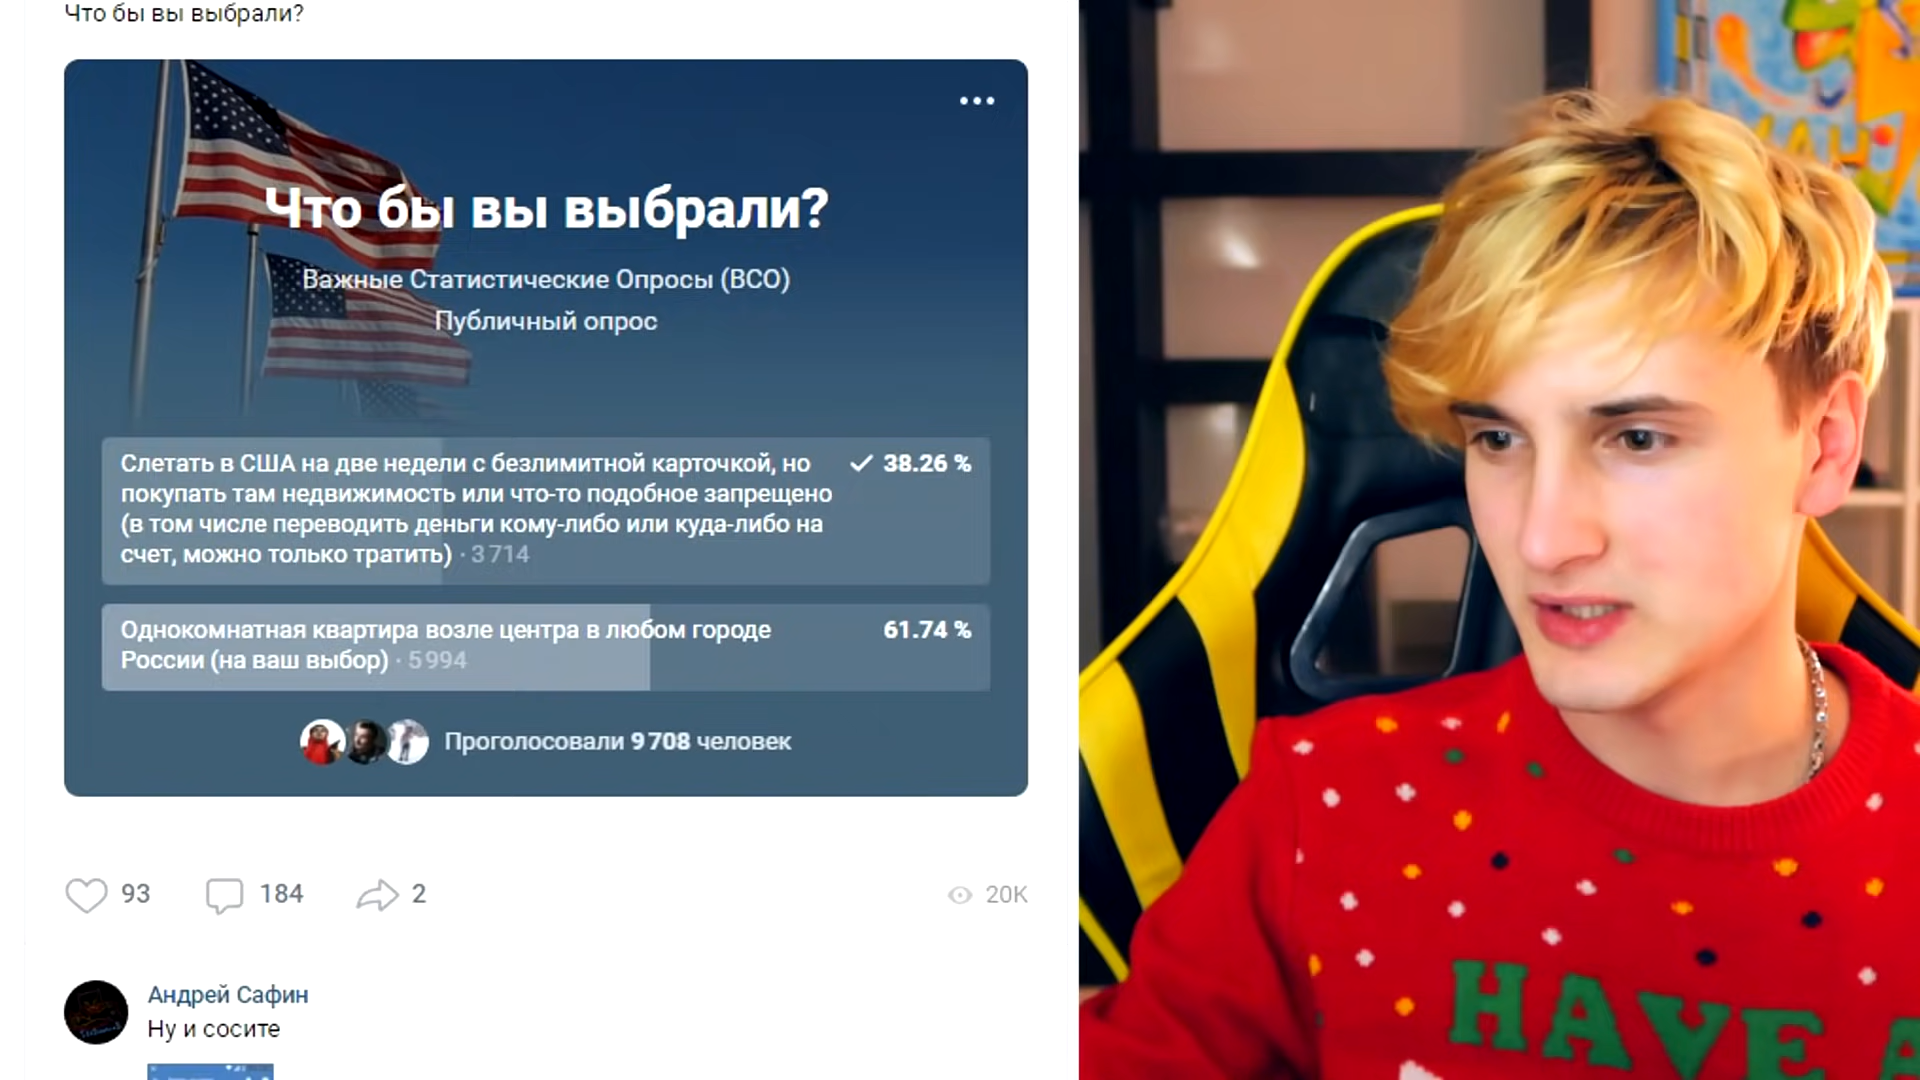 Что бы вы выбрали?
Что бы вы выбрали?
Важные Статистические Опросы (ВСО)
Публичный опрос
Слетать в США на две недели с безлимитной карточкой, но
покупать там недвижимость или что-то подобное запрещено
(в том числе переводить деньги кому-либо или куда-либо на
счет, можно только тратить) · 3 714
38.26 %
Однокомнатная квартира возле центра в любом городе
России (на ваш выбор) · 5 994
61.74 %
Проголосовали 9 708 человек
93
184
2
20K
Андрей Сафин
Ну и сосите
HAVE A